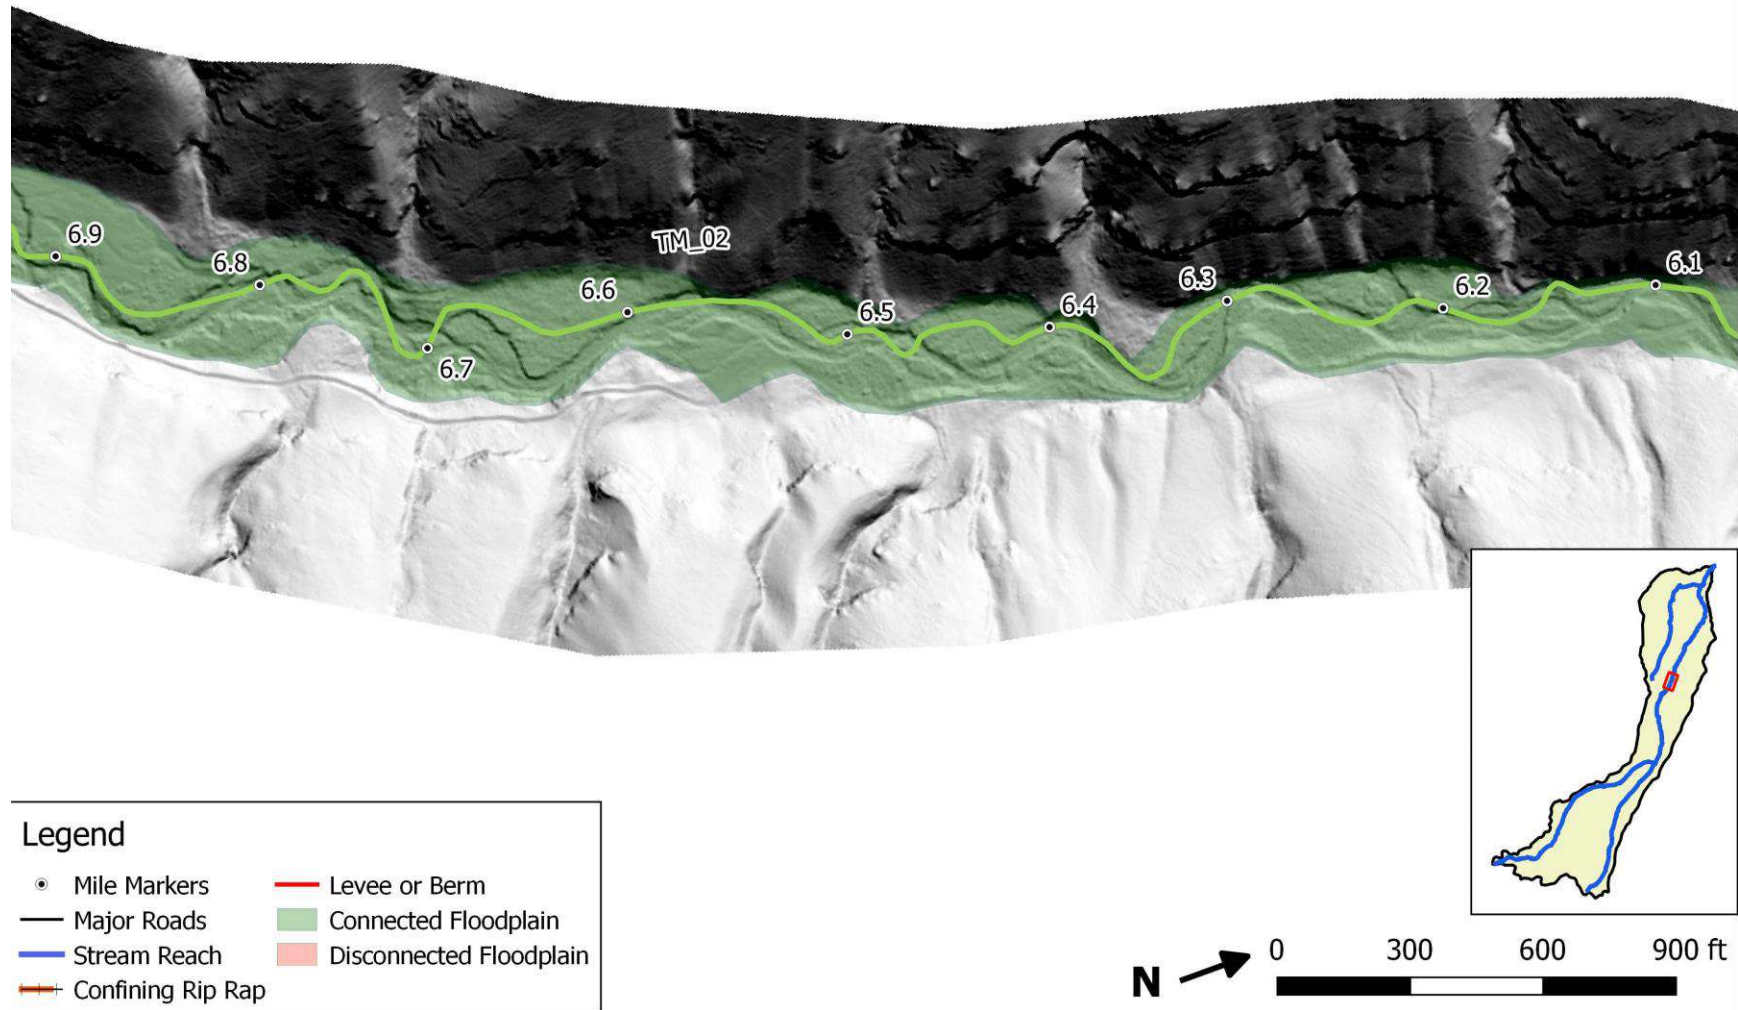 6.9
6.8
6.7
6.6
TM_02
6.5
6.4
6.3
6.2
6.1
Legend
Mile Markers
Major Roads
Stream Reach
Confining Rip Rap
Levee or Berm
Connected Floodplain
Disconnected Floodplain
N
0 300 600 900 ft